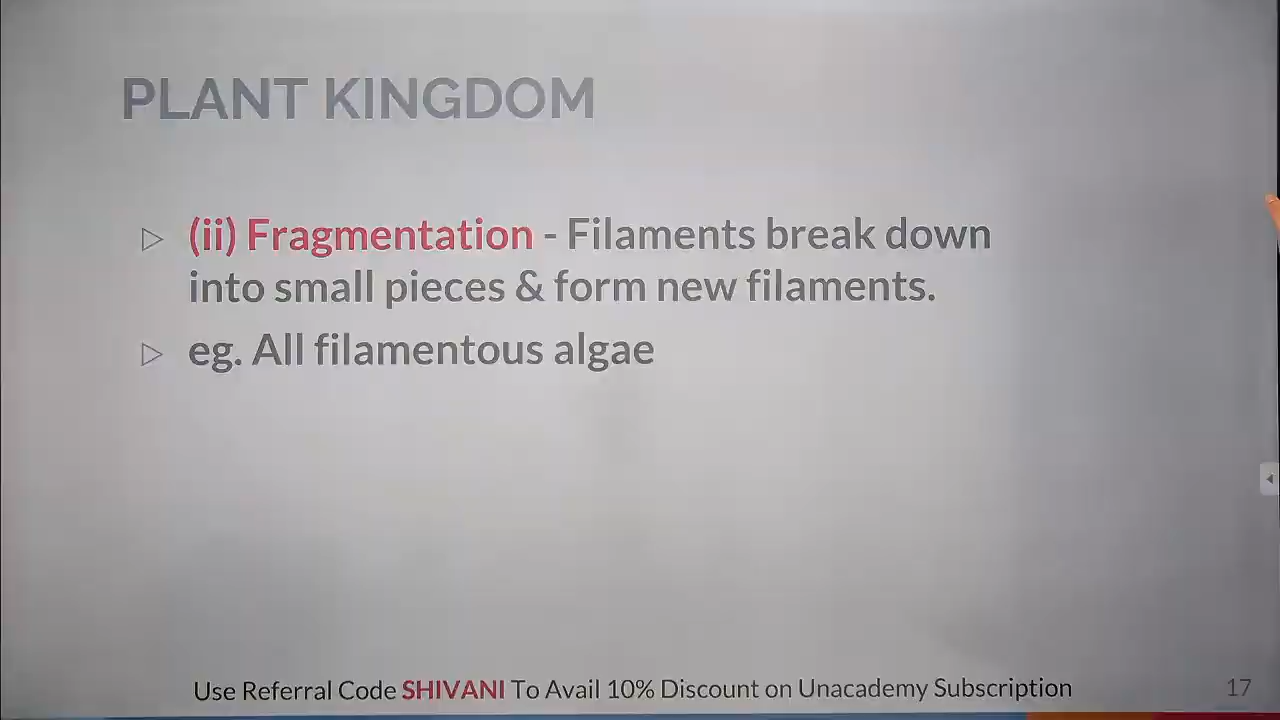 PLANT KINGDOM
▷ (ii) Fragmentation - Filaments break down
into small pieces & form new filaments.
▷ eg. All filamentous algae
Use Referral Code SHIVANI To Avail 10% Discount on Unacademy Subscription
17